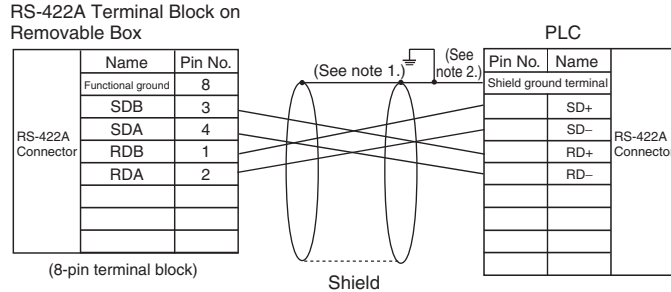 RS-422A Terminal Block on
Removable Box
PLC
Name Pin No.
Functional ground 8
SDB 3
SDA 4
RDB 1
RDA 2
RS-422A
Connector
(8-pin terminal block)
(See note 1.)
(See
note 2.)
Shield
Pin No. Name
Shield ground terminal
SD+
SD–
RD+
RD–
RS-422A
Connector